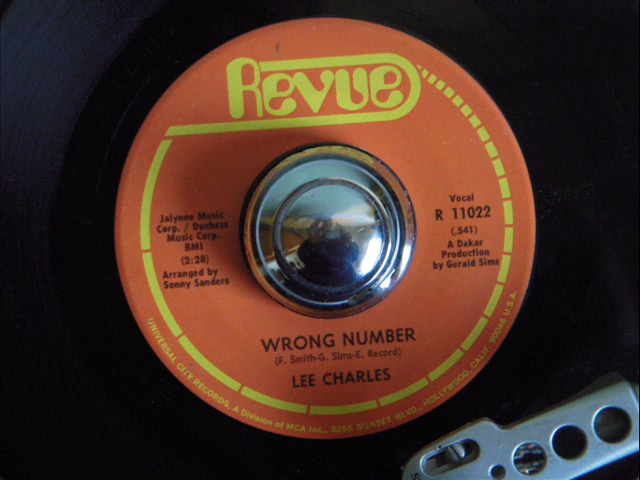 Revue
Jalynne Music
Corp. / Duchess
Music Corp.
BMI
(2:28)
Arranged by
Sonny Sanders
Vocal
R 11022
(.541)
A Dakar
Production
by Gerald Sims
WRONG NUMBER
(F. Smith-G. Sims-E. Record)
LEE CHARLES
UNIVERSAL CITY RECORDS, A Division of MCA Inc., 8255 SUNSET BLVD., HOLLYWOOD, CALIF. 90046 U.S.A.